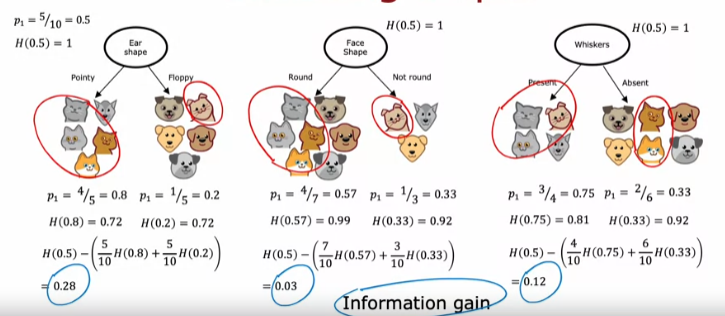 p₁ = 5/10 = 0.5
H(0.5) = 1
Ear shape
Pointy
Floppy
p₁ = 4/5 = 0.8
p₁ = 1/5 = 0.2
H(0.8) = 0.72
H(0.2) = 0.72
H(0.5) − (5/10 H(0.8) + 5/10 H(0.2))
= 0.28
H(0.5) = 1
Face Shape
Round
Not round
p₁ = 4/7 = 0.57
p₁ = 1/3 = 0.33
H(0.57) = 0.99
H(0.33) = 0.92
H(0.5) − (7/10 H(0.57) + 3/10 H(0.33))
= 0.03
H(0.5) = 1
Whiskers
Present
Absent
p₁ = 3/4 = 0.75
p₁ = 2/6 = 0.33
H(0.75) = 0.81
H(0.33) = 0.92
H(0.5) − (4/10 H(0.75) + 6/10 H(0.33))
= 0.12
Information gain